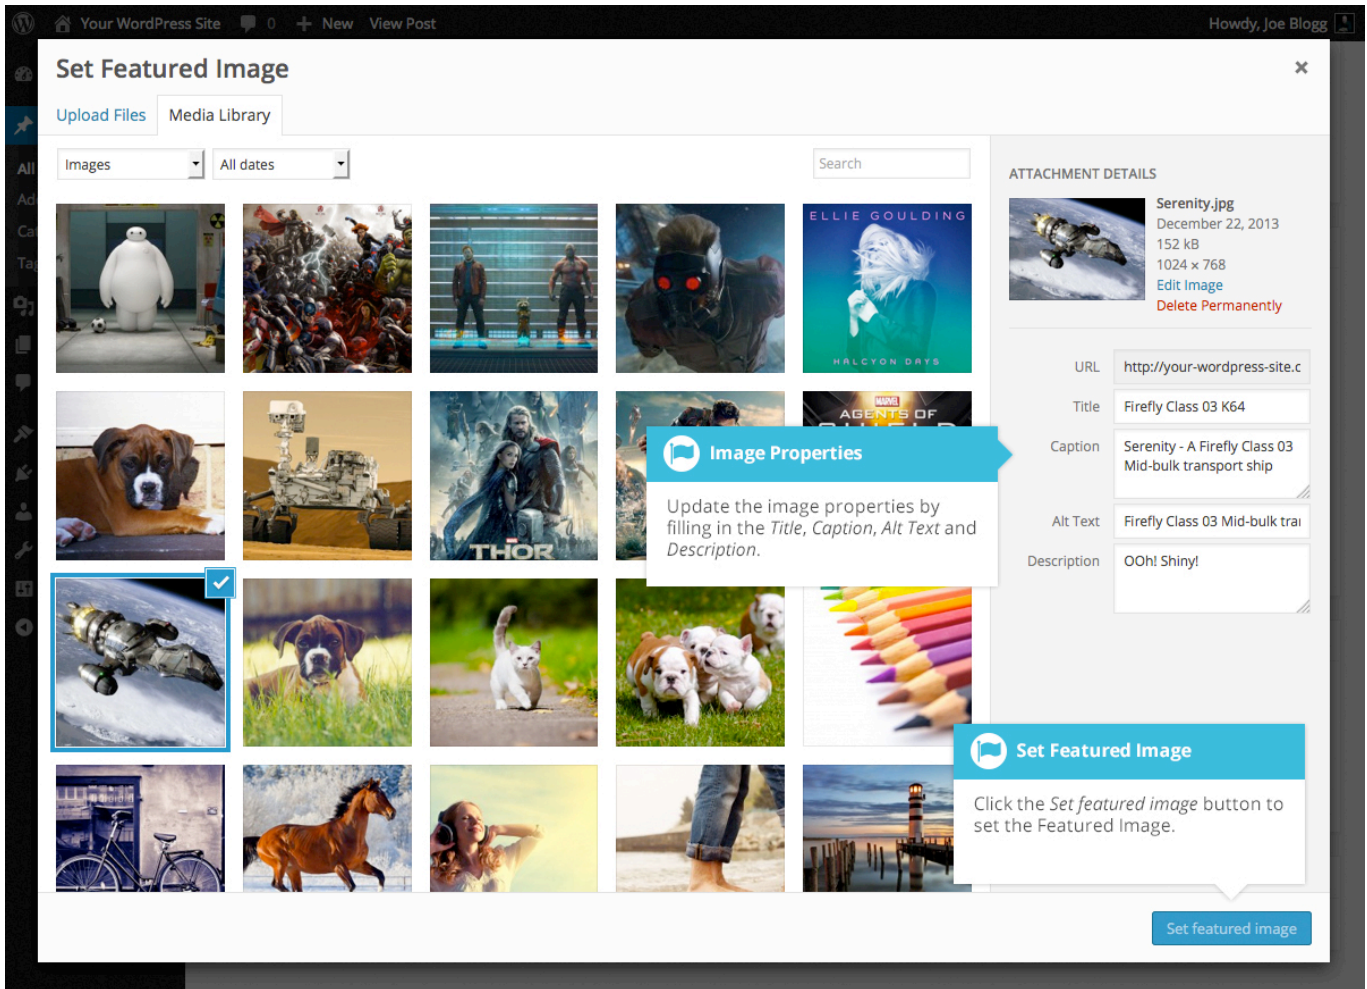 Your WordPress Site 0 New View Post Howdy, Joe Blogg
Set Featured Image
Upload Files Media Library
All
Images All dates Search
ELLIE GOULDING
HALCYON DAYS
MARVEL
AGENTS OF
MARVEL
THOR
ATTACHMENT DETAILS
Serenity.jpg
December 22, 2013
152 kB
1024 × 768
Edit Image
Delete Permanently
URL http://your-wordpress-site.c
Title Firefly Class 03 K64
Caption Serenity - A Firefly Class 03
Mid-bulk transport ship
Alt Text Firefly Class 03 Mid-bulk trai
Description OOh! Shiny!
Image Properties
Update the image properties by
filling in the Title, Caption, Alt Text and
Description.
Set Featured Image
Click the Set featured image button to
set the Featured Image.
Set featured image